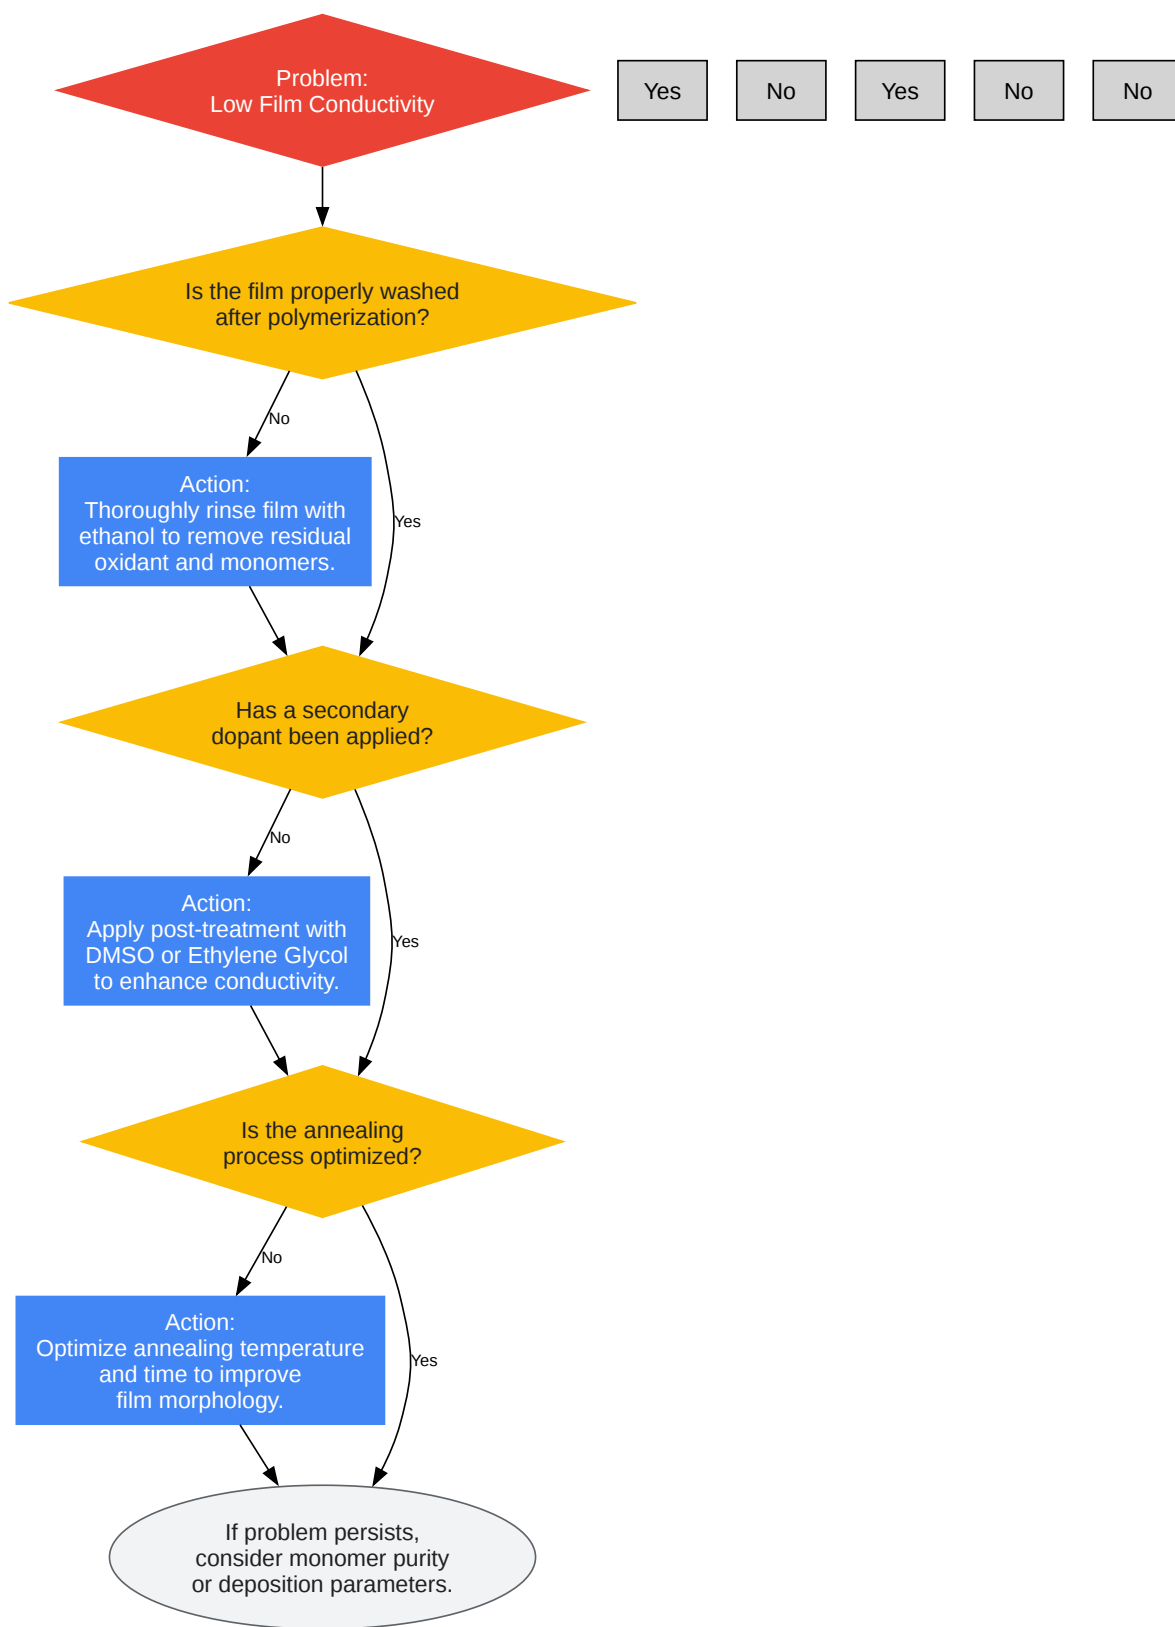 Problem:
Low Film Conductivity
Yes
No
Yes
No
No
Is the film properly washed
after polymerization?
No
Action:
Thoroughly rinse film with
ethanol to remove residual
oxidant and monomers.
Yes
Has a secondary
dopant been applied?
No
Action:
Apply post-treatment with
DMSO or Ethylene Glycol
to enhance conductivity.
Yes
Is the annealing
process optimized?
No
Action:
Optimize annealing temperature
and time to improve
film morphology.
Yes
If problem persists,
consider monomer purity
or deposition parameters.